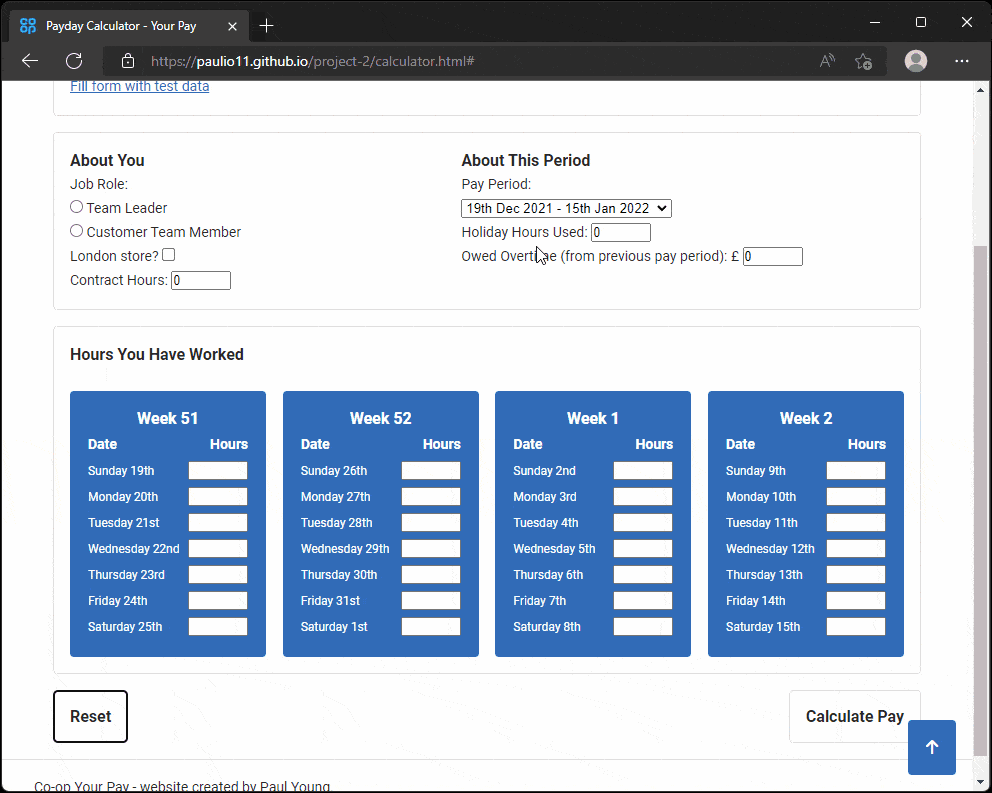 Payday Calculator - Your Pay
https://paulio11.github.io/project-2/calculator.html#
Fill form with test data
About You
Job Role:
Team Leader
Customer Team Member
London store?
Contract Hours: 0
About This Period
Pay Period:
19th Dec 2021 - 15th Jan 2022
Holiday Hours Used: 0
Owed Overtime (from previous pay period): £ 0
Hours You Have Worked
Week 51
Date Hours
Sunday 19th
Monday 20th
Tuesday 21st
Wednesday 22nd
Thursday 23rd
Friday 24th
Saturday 25th
Week 52
Date Hours
Sunday 26th
Monday 27th
Tuesday 28th
Wednesday 29th
Thursday 30th
Friday 31st
Saturday 1st
Week 1
Date Hours
Sunday 2nd
Monday 3rd
Tuesday 4th
Wednesday 5th
Thursday 6th
Friday 7th
Saturday 8th
Week 2
Date Hours
Sunday 9th
Monday 10th
Tuesday 11th
Wednesday 12th
Thursday 13th
Friday 14th
Saturday 15th
Reset
Calculate Pay
Co-op Your Pay - website created by Paul Young.